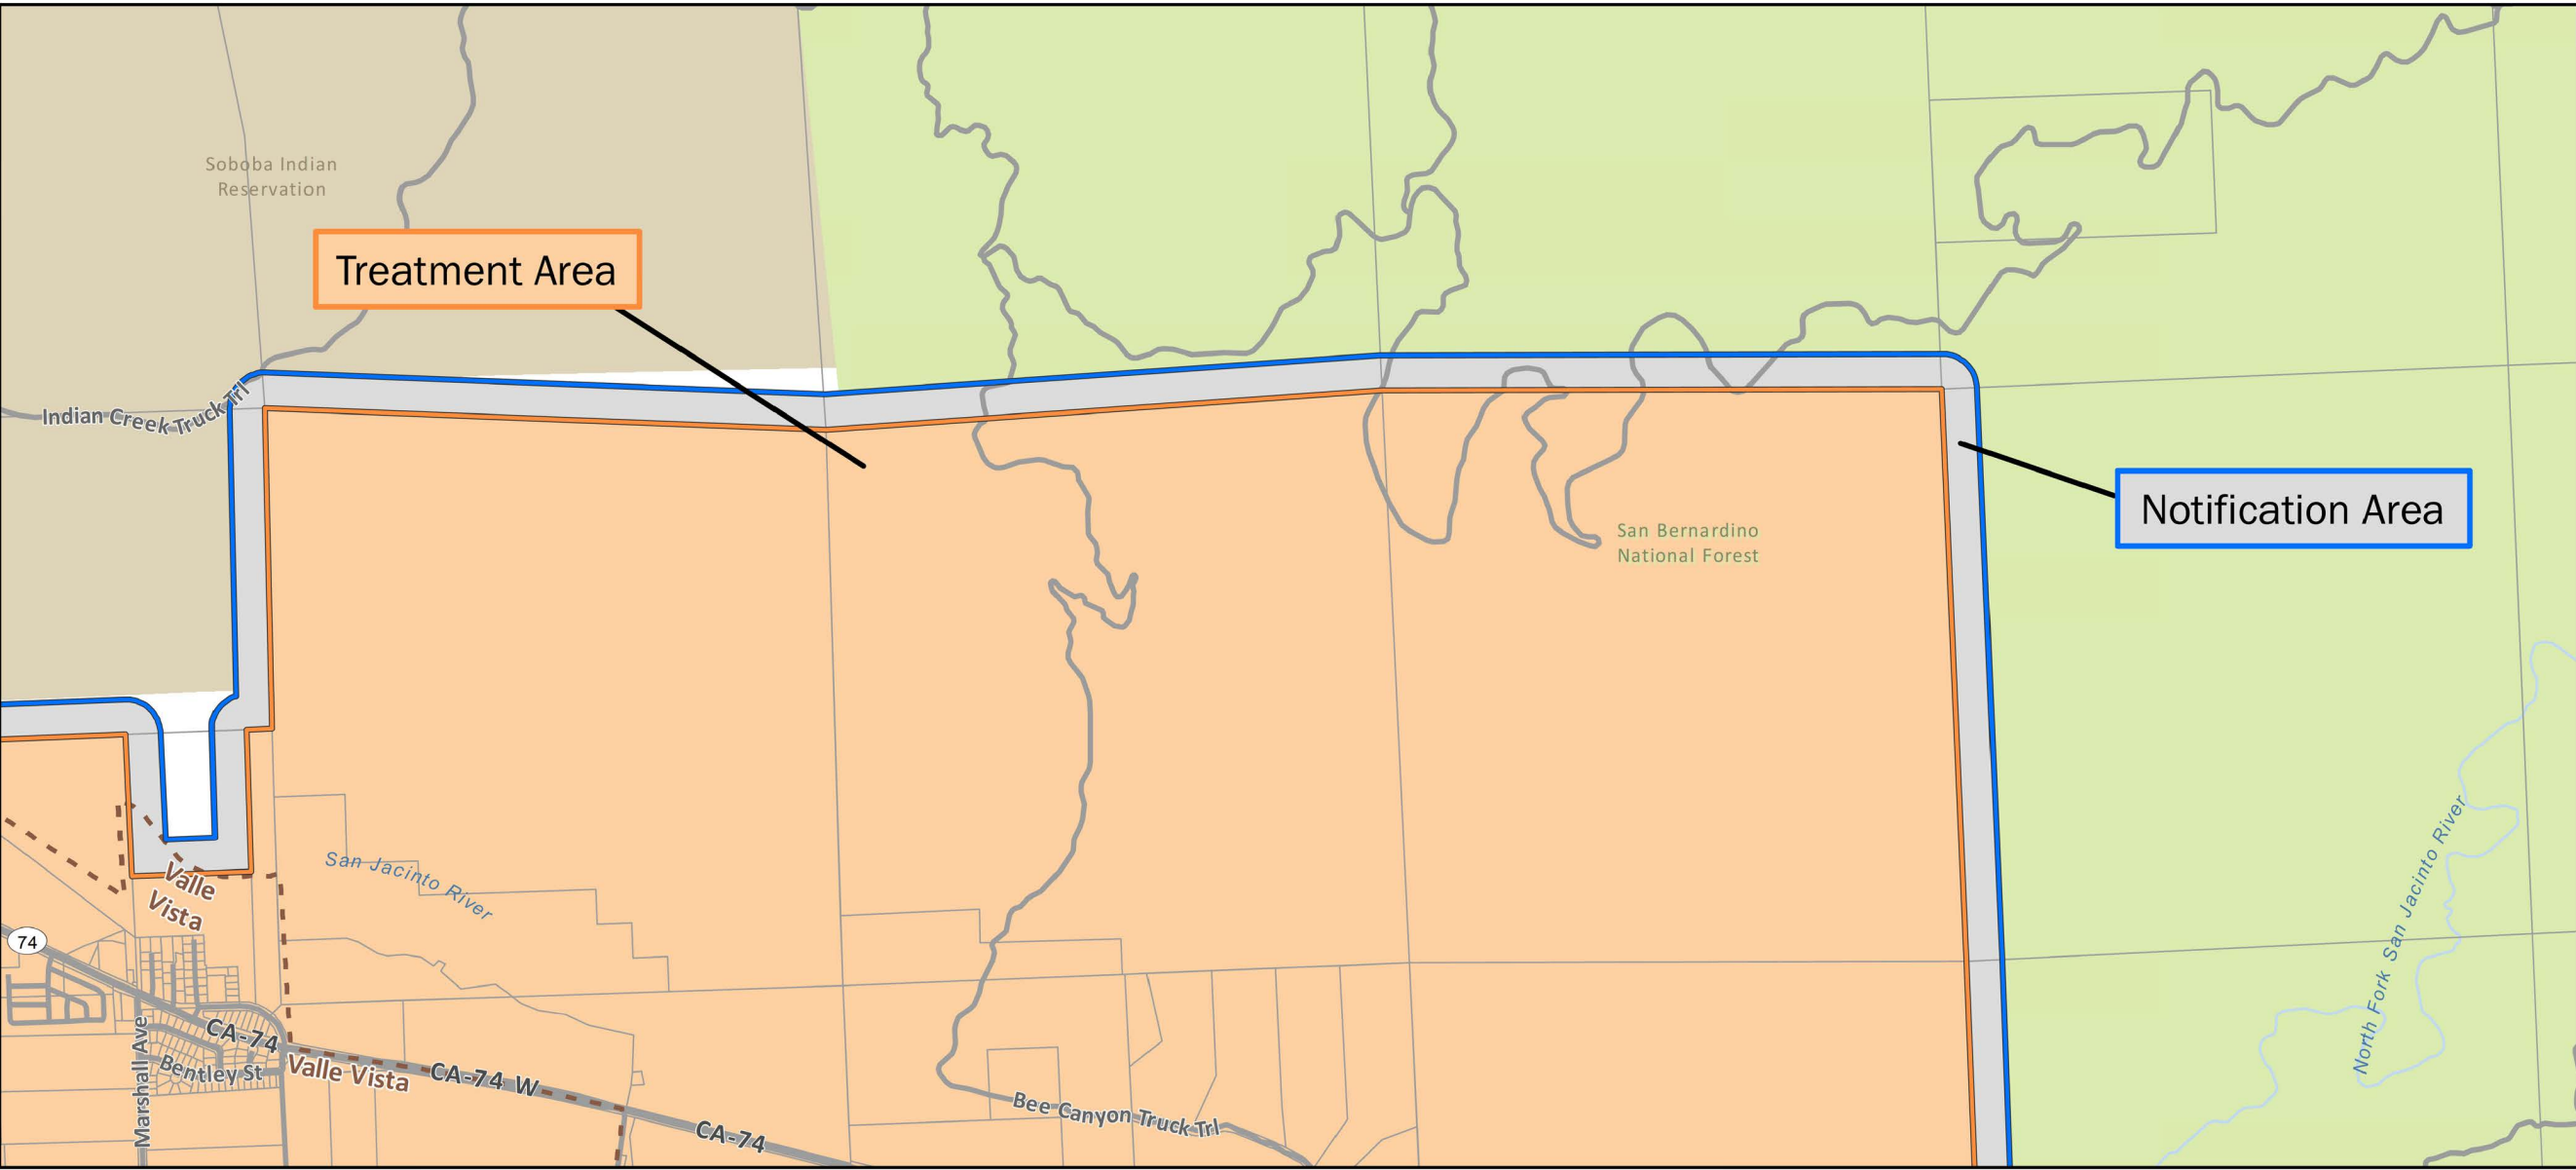 Soboba Indian
Reservation
Treatment Area
Indian Creek Truck Trl
Notification Area
San Bernardino
National Forest
San Jacinto River
North Fork San Jacinto River
Valle
Vista
74
CA-74
Marshall Ave
Bentley St
Valle Vista
CA-74 W
CA-74
Bee Canyon Truck Trl